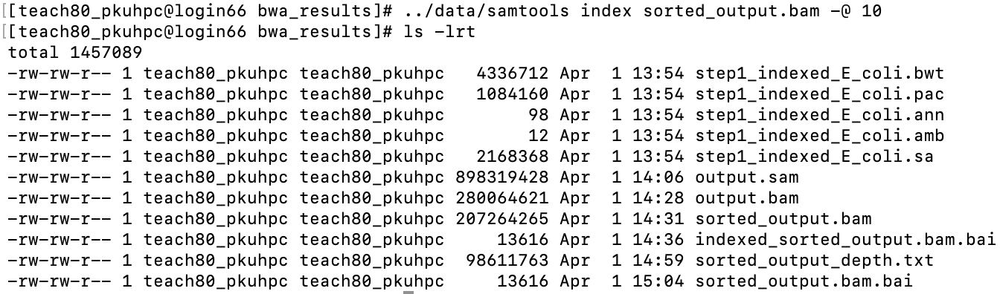 [[teach80_pkuhpc@login66 bwa_results]# ../data/samtools index sorted_output.bam -@ 10
[[teach80_pkuhpc@login66 bwa_results]# ls -lrt
total 1457089
-rw-rw-r-- 1 teach80_pkuhpc teach80_pkuhpc   4336712 Apr  1 13:54 step1_indexed_E_coli.bwt
-rw-rw-r-- 1 teach80_pkuhpc teach80_pkuhpc   1084160 Apr  1 13:54 step1_indexed_E_coli.pac
-rw-rw-r-- 1 teach80_pkuhpc teach80_pkuhpc        98 Apr  1 13:54 step1_indexed_E_coli.ann
-rw-rw-r-- 1 teach80_pkuhpc teach80_pkuhpc        12 Apr  1 13:54 step1_indexed_E_coli.amb
-rw-rw-r-- 1 teach80_pkuhpc teach80_pkuhpc   2168368 Apr  1 13:54 step1_indexed_E_coli.sa
-rw-rw-r-- 1 teach80_pkuhpc teach80_pkuhpc 898319428 Apr  1 14:06 output.sam
-rw-rw-r-- 1 teach80_pkuhpc teach80_pkuhpc 280064621 Apr  1 14:28 output.bam
-rw-rw-r-- 1 teach80_pkuhpc teach80_pkuhpc 207264265 Apr  1 14:31 sorted_output.bam
-rw-rw-r-- 1 teach80_pkuhpc teach80_pkuhpc     13616 Apr  1 14:36 indexed_sorted_output.bam.bai
-rw-rw-r-- 1 teach80_pkuhpc teach80_pkuhpc  98611763 Apr  1 14:59 sorted_output_depth.txt
-rw-rw-r-- 1 teach80_pkuhpc teach80_pkuhpc     13616 Apr  1 15:04 sorted_output.bam.bai